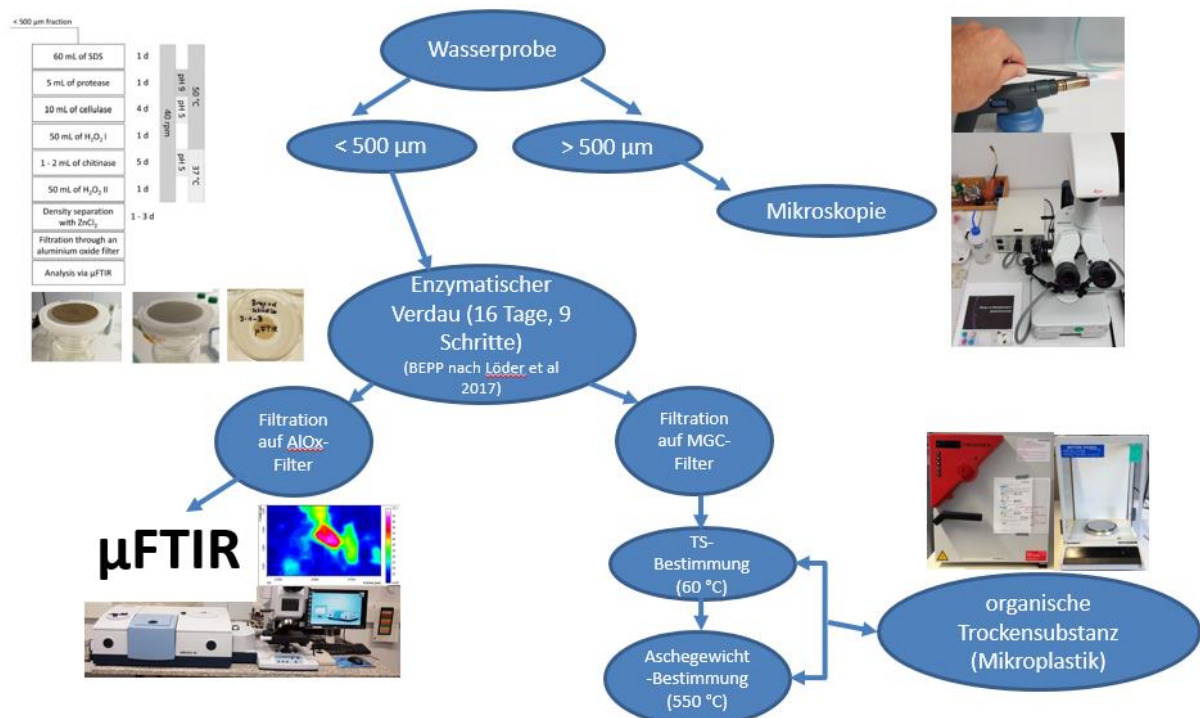 < 500 µm fraction
60 mL of SDS
1 d
5 mL of protease
1 d
10 mL of cellulase
4 d
50 mL of H₂O₂ I
1 d
1 - 2 mL of chitinase
5 d
50 mL of H₂O₂ II
1 d
Density separation
with ZnCl₂
1 - 3 d
Filtration through an
aluminium oxide filter
Analysis via µFTIR
40 rpm
pH 9
pH 5
pH 5
50 °C
37 °C
Wasserprobe
< 500 µm
> 500 µm
Mikroskopie
Enzymatischer
Verdau (16 Tage, 9
Schritte)
(BEPP nach Löder et al
2017)
µFTIR
Filtration
auf AlOx-
Filter
Filtration
auf MGC-
Filter
µFTIR
TS-
Bestimmung
(60 °C)
Aschegewicht
-Bestimmung
(550 °C)
organische
Trockensubstanz
(Mikroplastik)